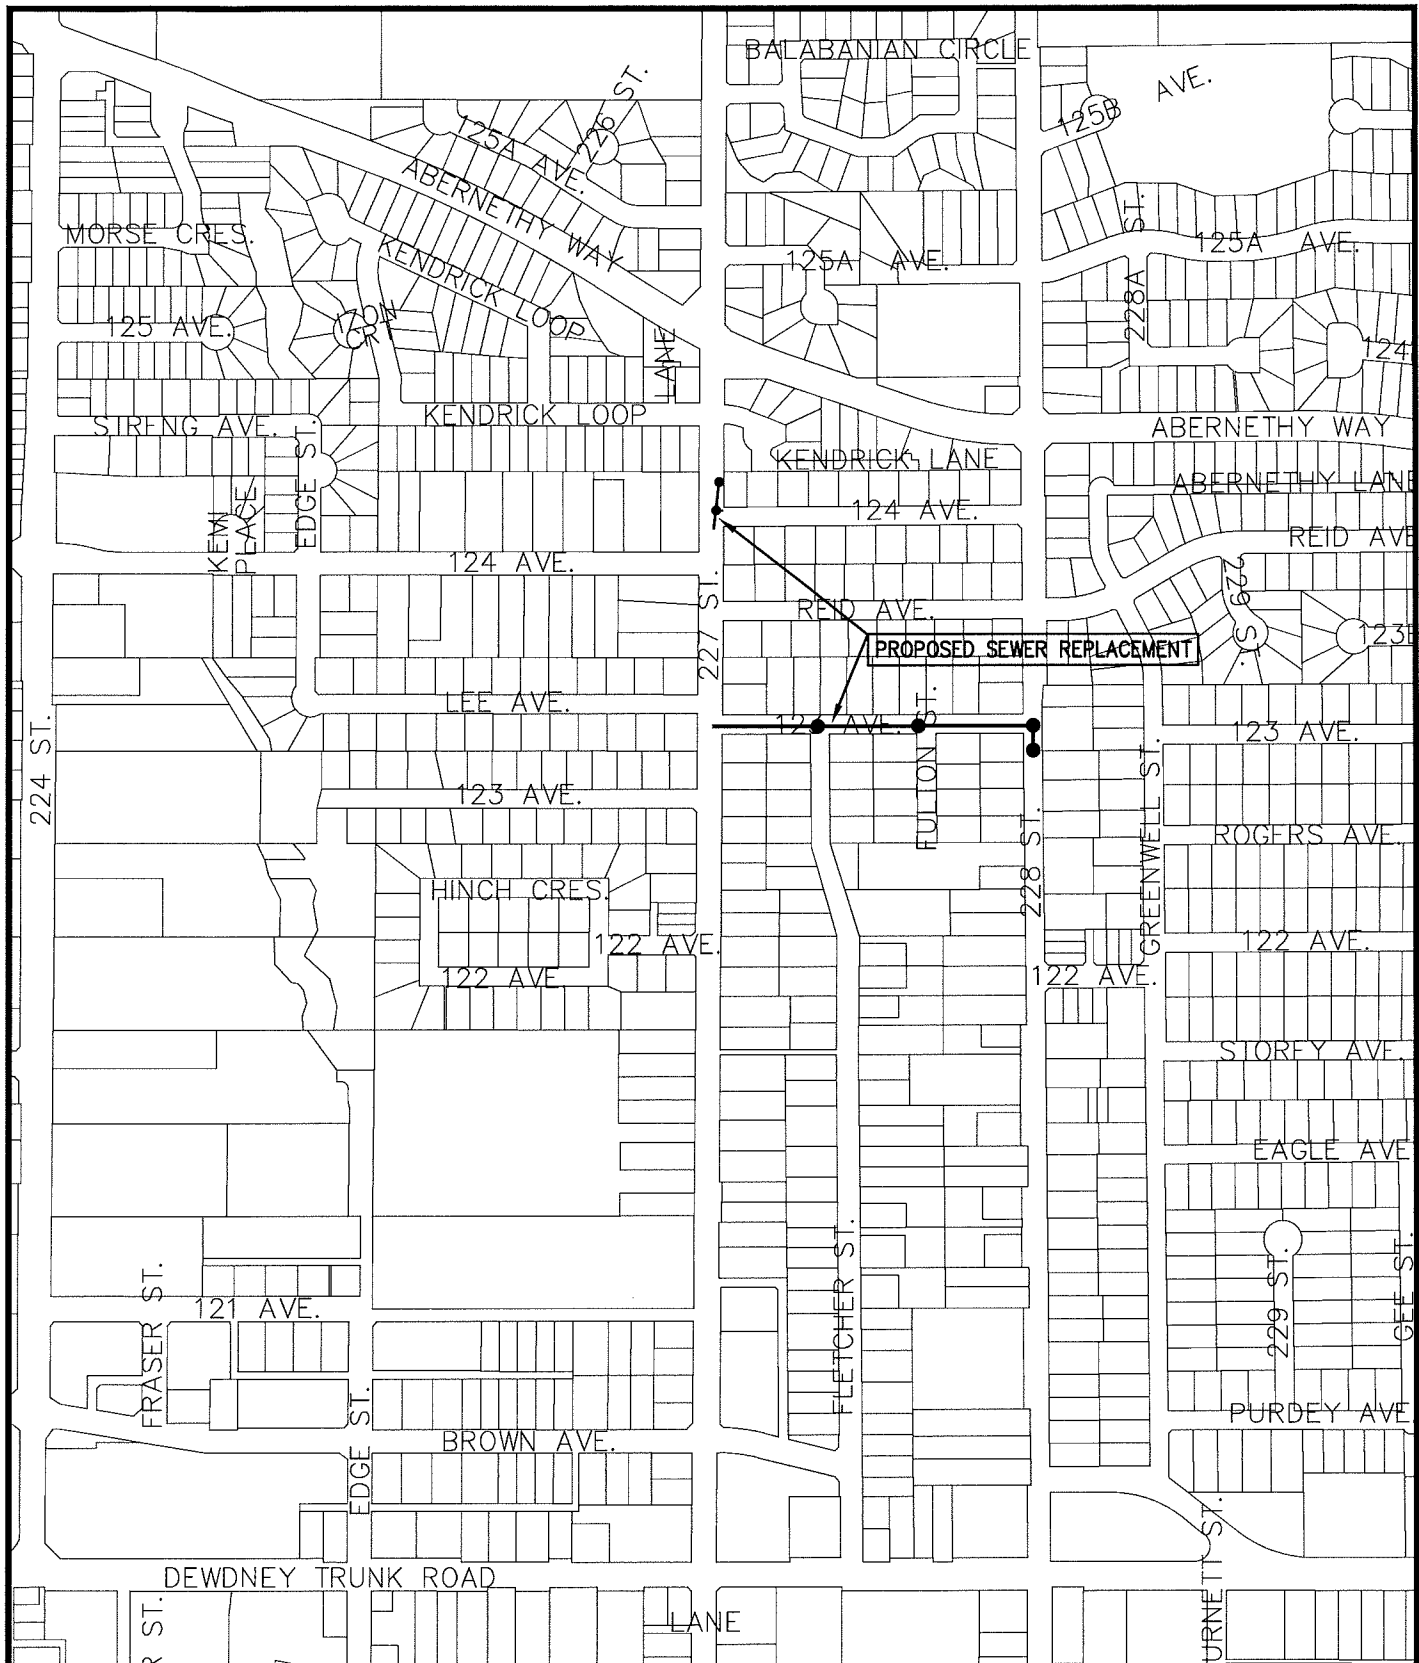 BALABANIAN CIRCLE
AVE.
125B
226 ST.
125A AVE.
ABERNETHY WAY
MORSE CRES.
KENDRICK LOOP
125A AVE.
ST.
228A
125A AVE.
125 AVE.
LANE
124
KENDRICK LOOP
STRENG AVE.
EDGE ST.
ABERNETHY WAY
KENDRICK LANE
ABERNETHY LANE
PLACE
124 AVE.
REID AVE
124 AVE.
227 ST.
229 S
REID AVE.
123B
PROPOSED SEWER REPLACEMENT
LEE AVE.
FULTON ST.
123 AVE.
123 AVE.
224 ST.
123 AVE.
GREENWELL ST.
228 ST.
ROGERS AVE.
HINCH CRES.
122 AVE.
122 AVE.
122 AVE.
122 AVE.
STOREY AVE.
EAGLE AVE
FLETCHER ST.
229 ST.
GEE ST.
FRASER ST.
121 AVE.
EDGE ST.
BROWN AVE.
PURDEY AVE.
DEWDNEY TRUNK ROAD
LANE
URNETT ST.
R ST.